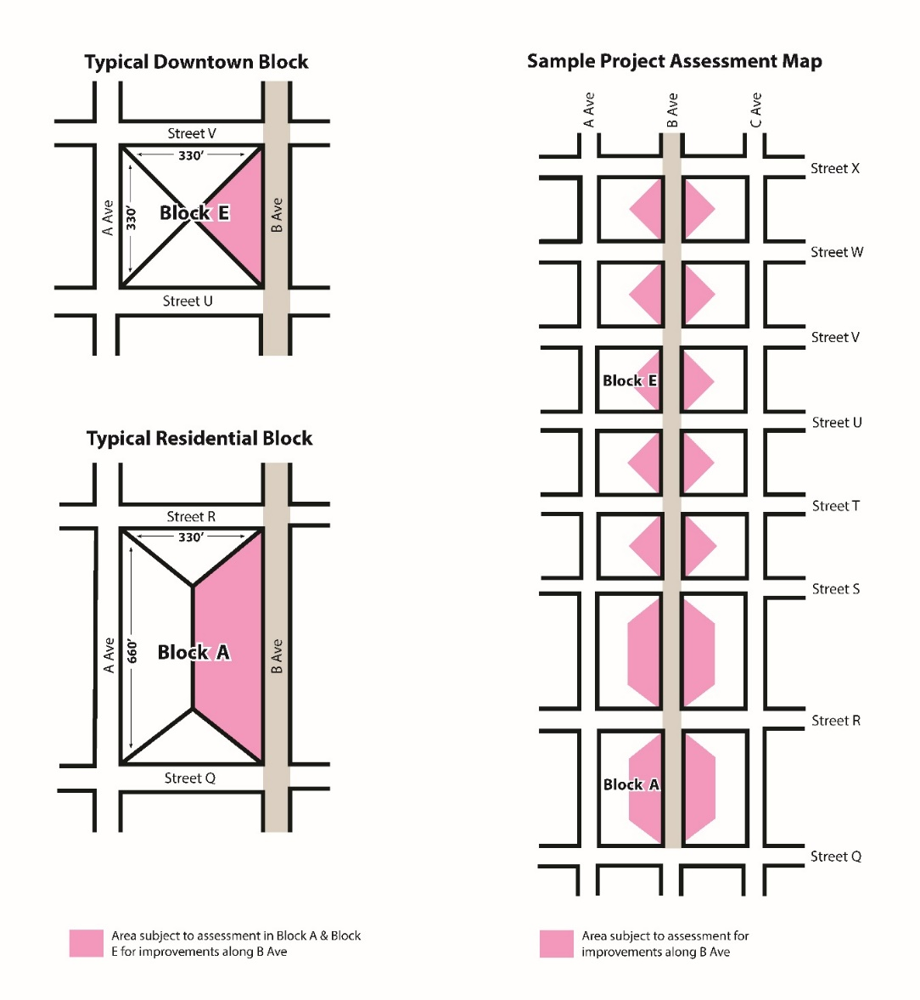 Typical Downtown Block
Street V
330'
A Ave
330'
Block E
B Ave
Street U
Typical Residential Block
Street R
330'
A Ave
660'
Block A
B Ave
Street Q
Area subject to assessment in Block A & Block
E for improvements along B Ave
Sample Project Assessment Map
A Ave
B Ave
C Ave
Street X
Street W
Street V
Block E
Street U
Street T
Street S
Street R
Block A
Street Q
Area subject to assessment for
improvements along B Ave